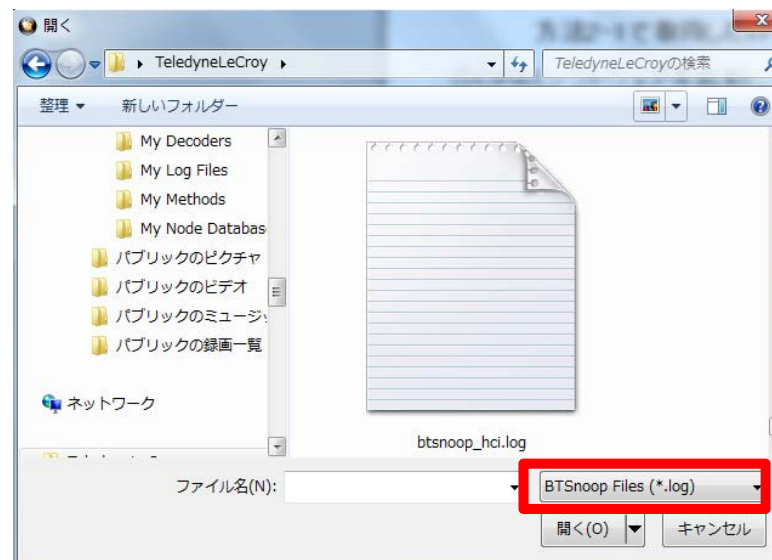 開く
TeledyneLeCroy
TeledyneLeCroyの検索
整理
新しいフォルダー
My Decoders
My Log Files
My Methods
My Node Databas
パブリックのピクチャ
パブリックのビデオ
パブリックのミュージ
パブリックの録画一覧
ネットワーク
btsnoop_hci.log
ファイル名(N):
BTSnoop Files (*.log)
開く(O)
キャンセル